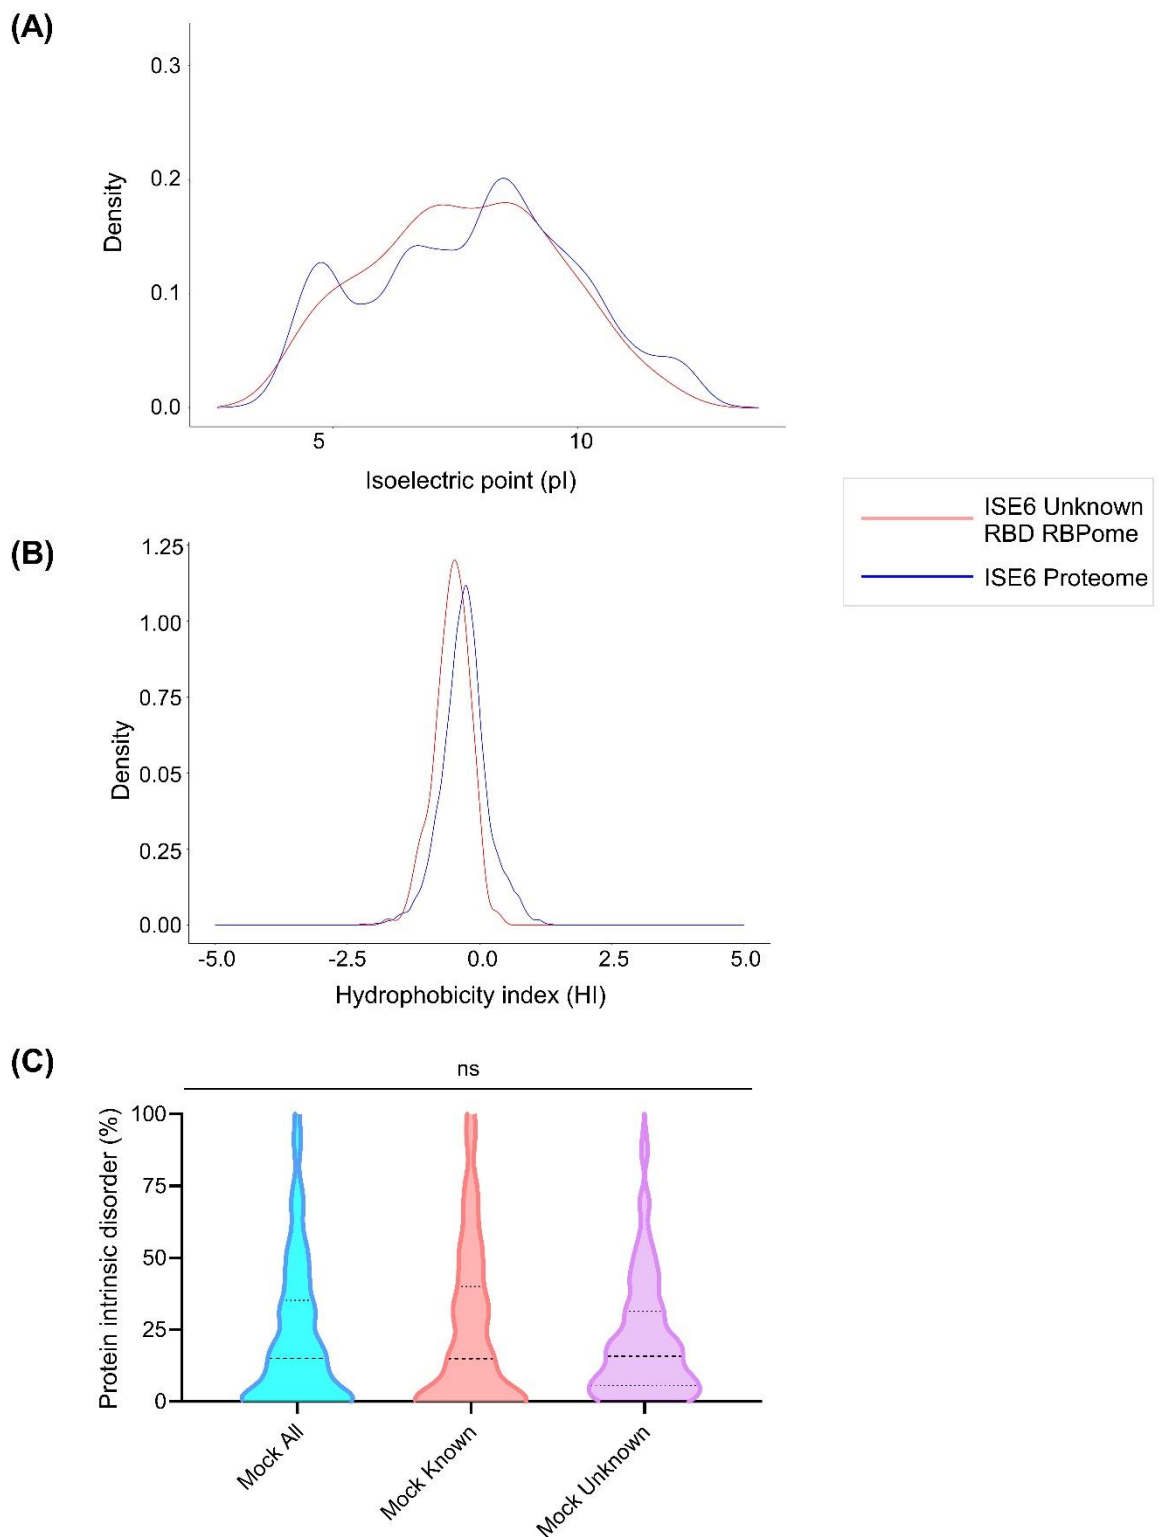 (A)
0.3
0.2
0.1
0.0
Density
5 10
Isoelectric point (pI)
ISE6 Unknown
RBD RBPome
ISE6 Proteome
(B)
1.25
1.00
0.75
0.05
0.25
0.00
Density
-5.0 -2.5 0.0 2.5 5.0
Hydrophobicity index (HI)
(C)
ns
100
75
50
25
0
Protein intrinsic disorder (%)
Mock All
Mock Known
Mock Unknown